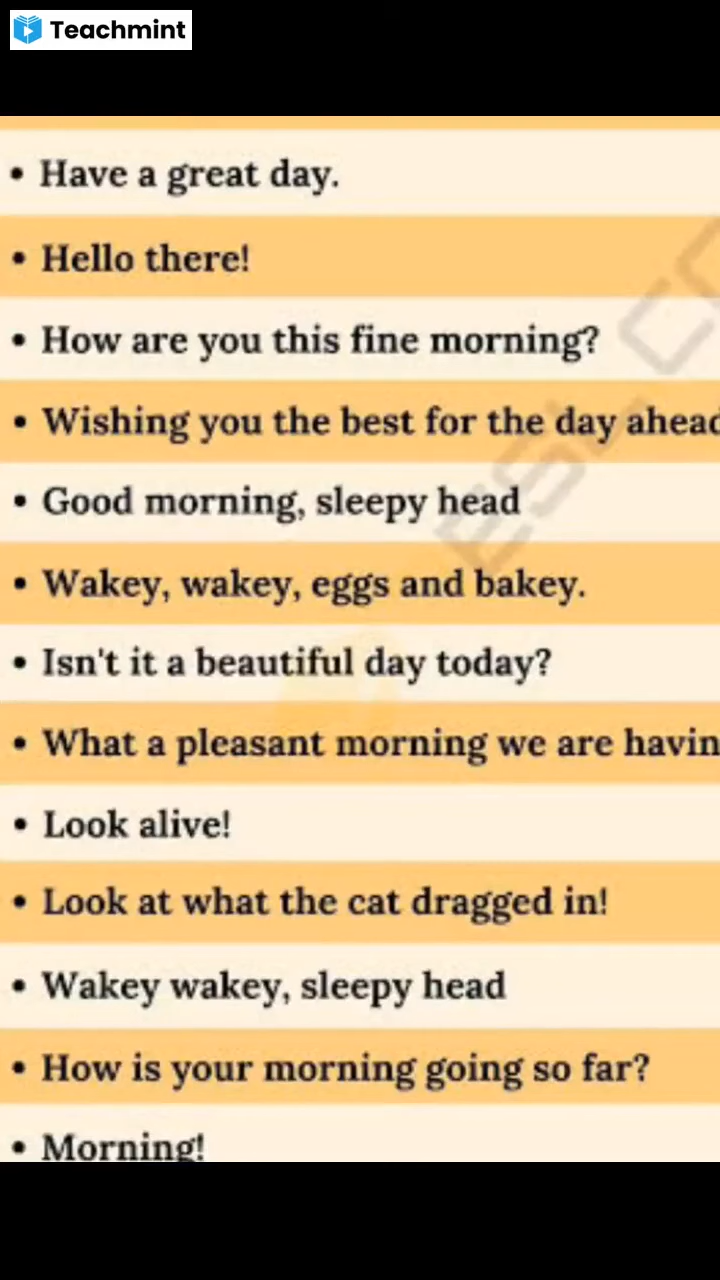 Teachmint
• Have a great day.
• Hello there!
• How are you this fine morning?
• Wishing you the best for the day ahead
• Good morning, sleepy head
• Wakey, wakey, eggs and bakey.
• Isn't it a beautiful day today?
• What a pleasant morning we are havin
• Look alive!
• Look at what the cat dragged in!
• Wakey wakey, sleepy head
• How is your morning going so far?
• Morning!
ESL